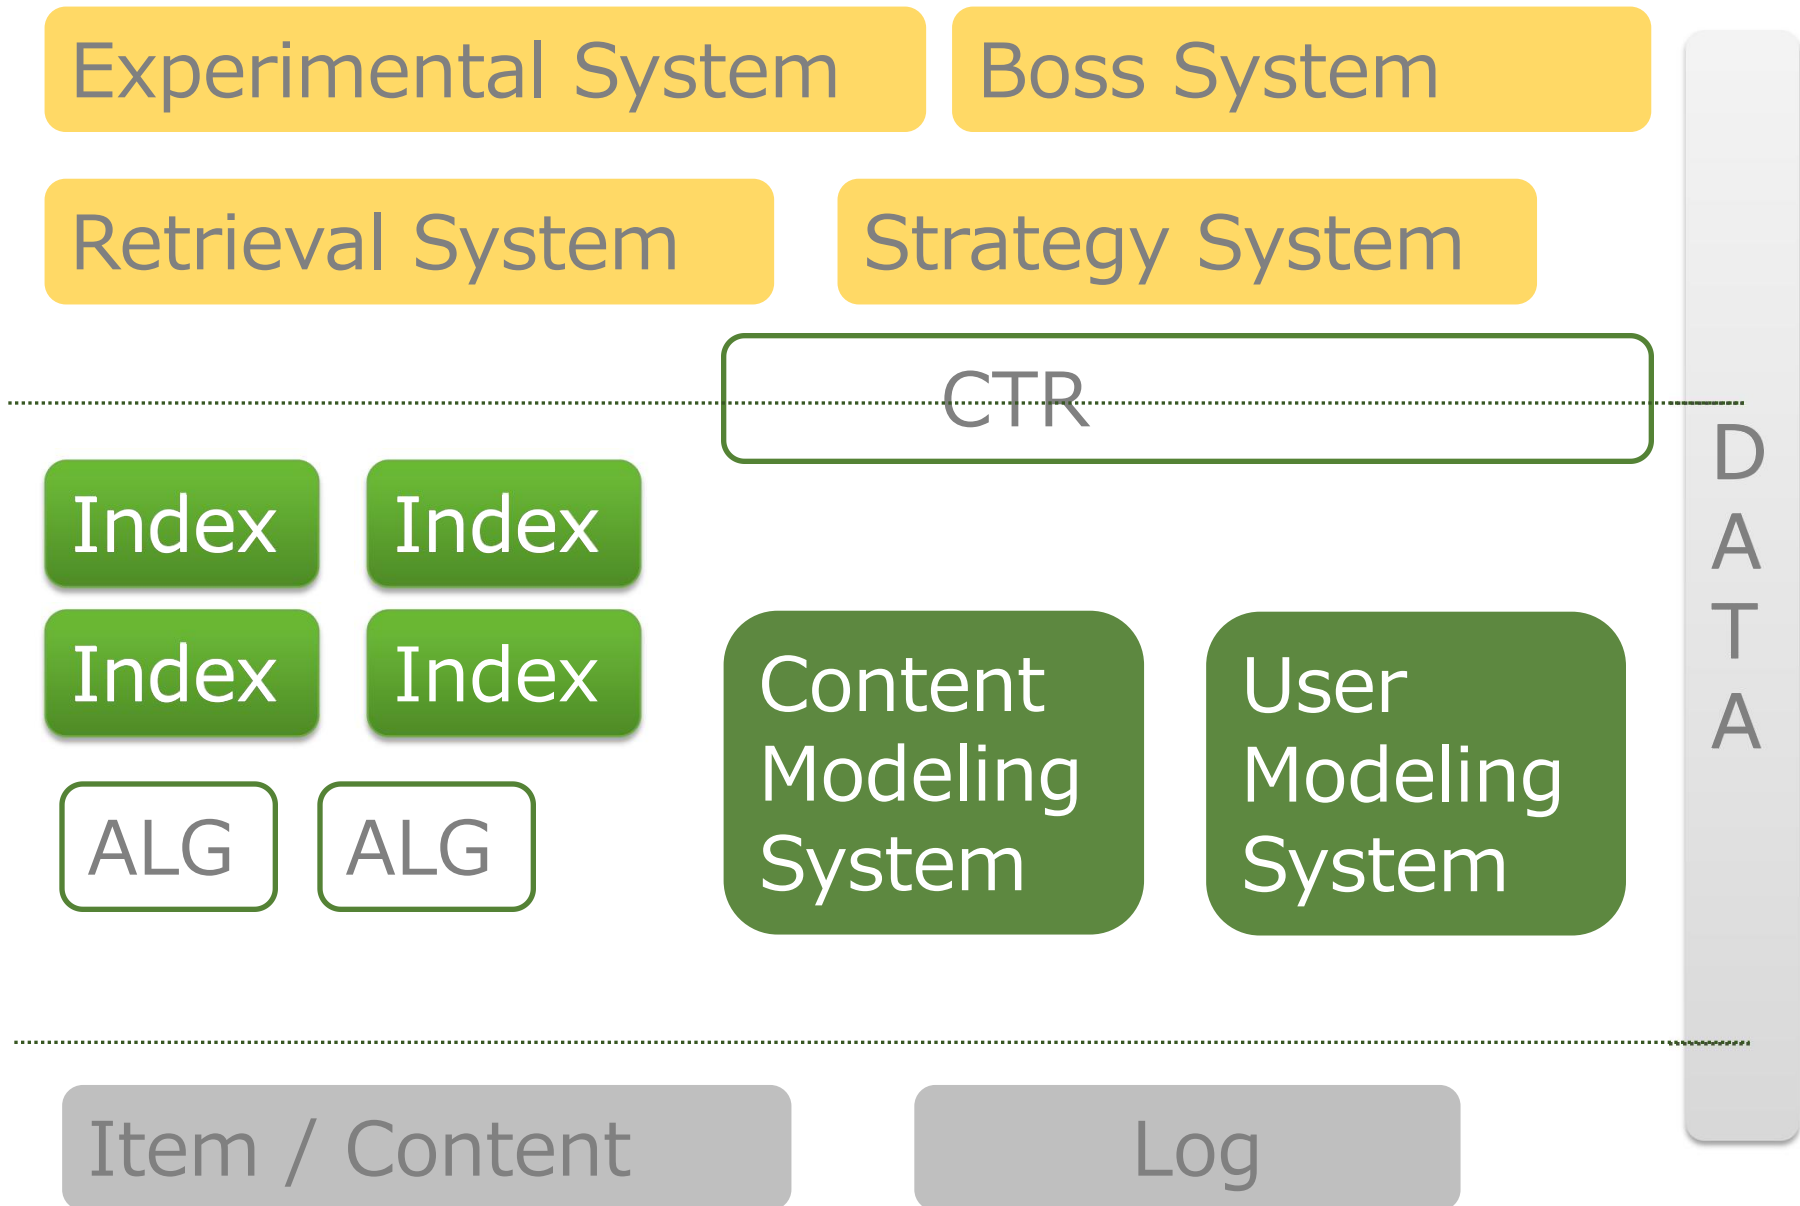 Experimental System
Boss System
Retrieval System
Strategy System
CTR
Index
Index
Index
Index
ALG
ALG
Content
Modeling
System
User
Modeling
System
D
A
T
A
Item / Content
Log